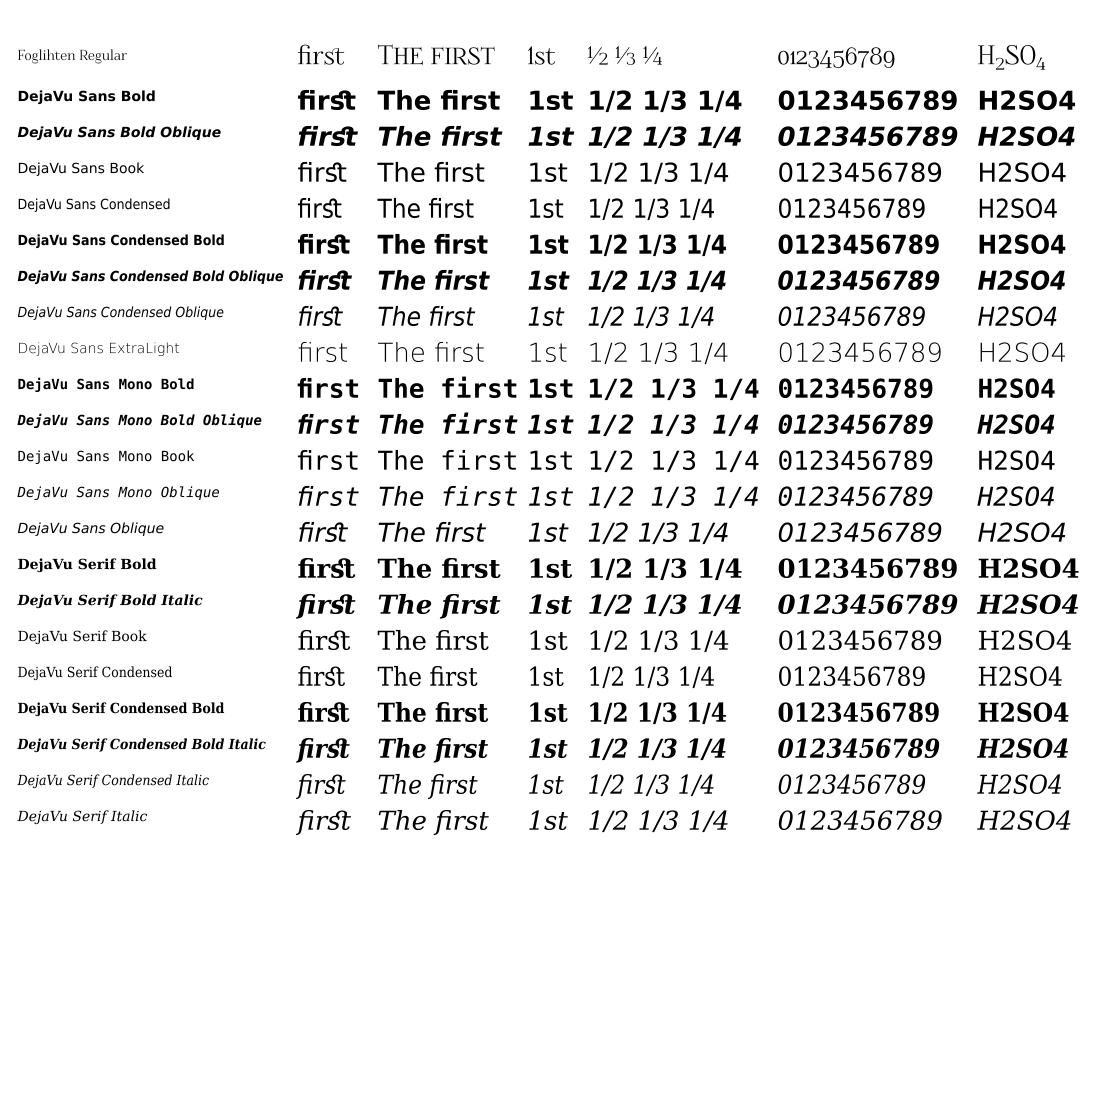 Foglihten Regular first THE FIRST 1st ½ ⅓ ¼ 0123456789 H₂SO₄
DejaVu Sans Bold first The first 1st 1/2 1/3 1/4 0123456789 H2SO4
DejaVu Sans Bold Oblique first The first 1st 1/2 1/3 1/4 0123456789 H2SO4
DejaVu Sans Book first The first 1st 1/2 1/3 1/4 0123456789 H2SO4
DejaVu Sans Condensed first The first 1st 1/2 1/3 1/4 0123456789 H2SO4
DejaVu Sans Condensed Bold first The first 1st 1/2 1/3 1/4 0123456789 H2SO4
DejaVu Sans Condensed Bold Oblique first The first 1st 1/2 1/3 1/4 0123456789 H2SO4
DejaVu Sans Condensed Oblique first The first 1st 1/2 1/3 1/4 0123456789 H2SO4
DejaVu Sans ExtraLight first The first 1st 1/2 1/3 1/4 0123456789 H2SO4
DejaVu Sans Mono Bold first The first 1st 1/2 1/3 1/4 0123456789 H2SO4
DejaVu Sans Mono Bold Oblique first The first 1st 1/2 1/3 1/4 0123456789 H2SO4
DejaVu Sans Mono Book first The first 1st 1/2 1/3 1/4 0123456789 H2SO4
DejaVu Sans Mono Oblique first The first 1st 1/2 1/3 1/4 0123456789 H2SO4
DejaVu Sans Oblique first The first 1st 1/2 1/3 1/4 0123456789 H2SO4
DejaVu Serif Bold first The first 1st 1/2 1/3 1/4 0123456789 H2SO4
DejaVu Serif Bold Italic first The first 1st 1/2 1/3 1/4 0123456789 H2SO4
DejaVu Serif Book first The first 1st 1/2 1/3 1/4 0123456789 H2SO4
DejaVu Serif Condensed first The first 1st 1/2 1/3 1/4 0123456789 H2SO4
DejaVu Serif Condensed Bold first The first 1st 1/2 1/3 1/4 0123456789 H2SO4
DejaVu Serif Condensed Bold Italic first The first 1st 1/2 1/3 1/4 0123456789 H2SO4
DejaVu Serif Condensed Italic first The first 1st 1/2 1/3 1/4 0123456789 H2SO4
DejaVu Serif Italic first The first 1st 1/2 1/3 1/4 0123456789 H2SO4